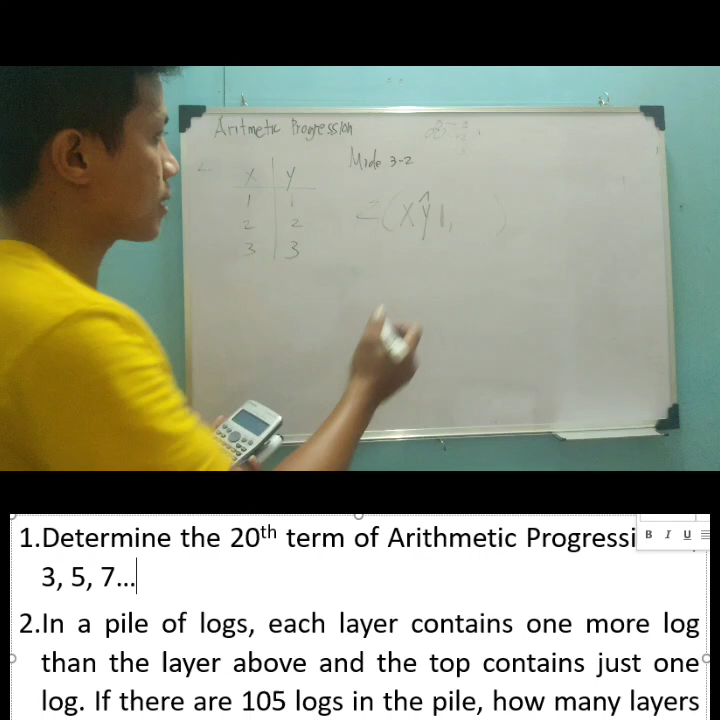 Aritmetic Progression
Mode 3-2
x y
1 1
2 2
3 3
Σ(xŷ1,   )
1.Determine the 20th term of Arithmetic Progressi
B I U
3, 5, 7...
2.In a pile of logs, each layer contains one more log
than the layer above and the top contains just one
log. If there are 105 logs in the pile, how many layers